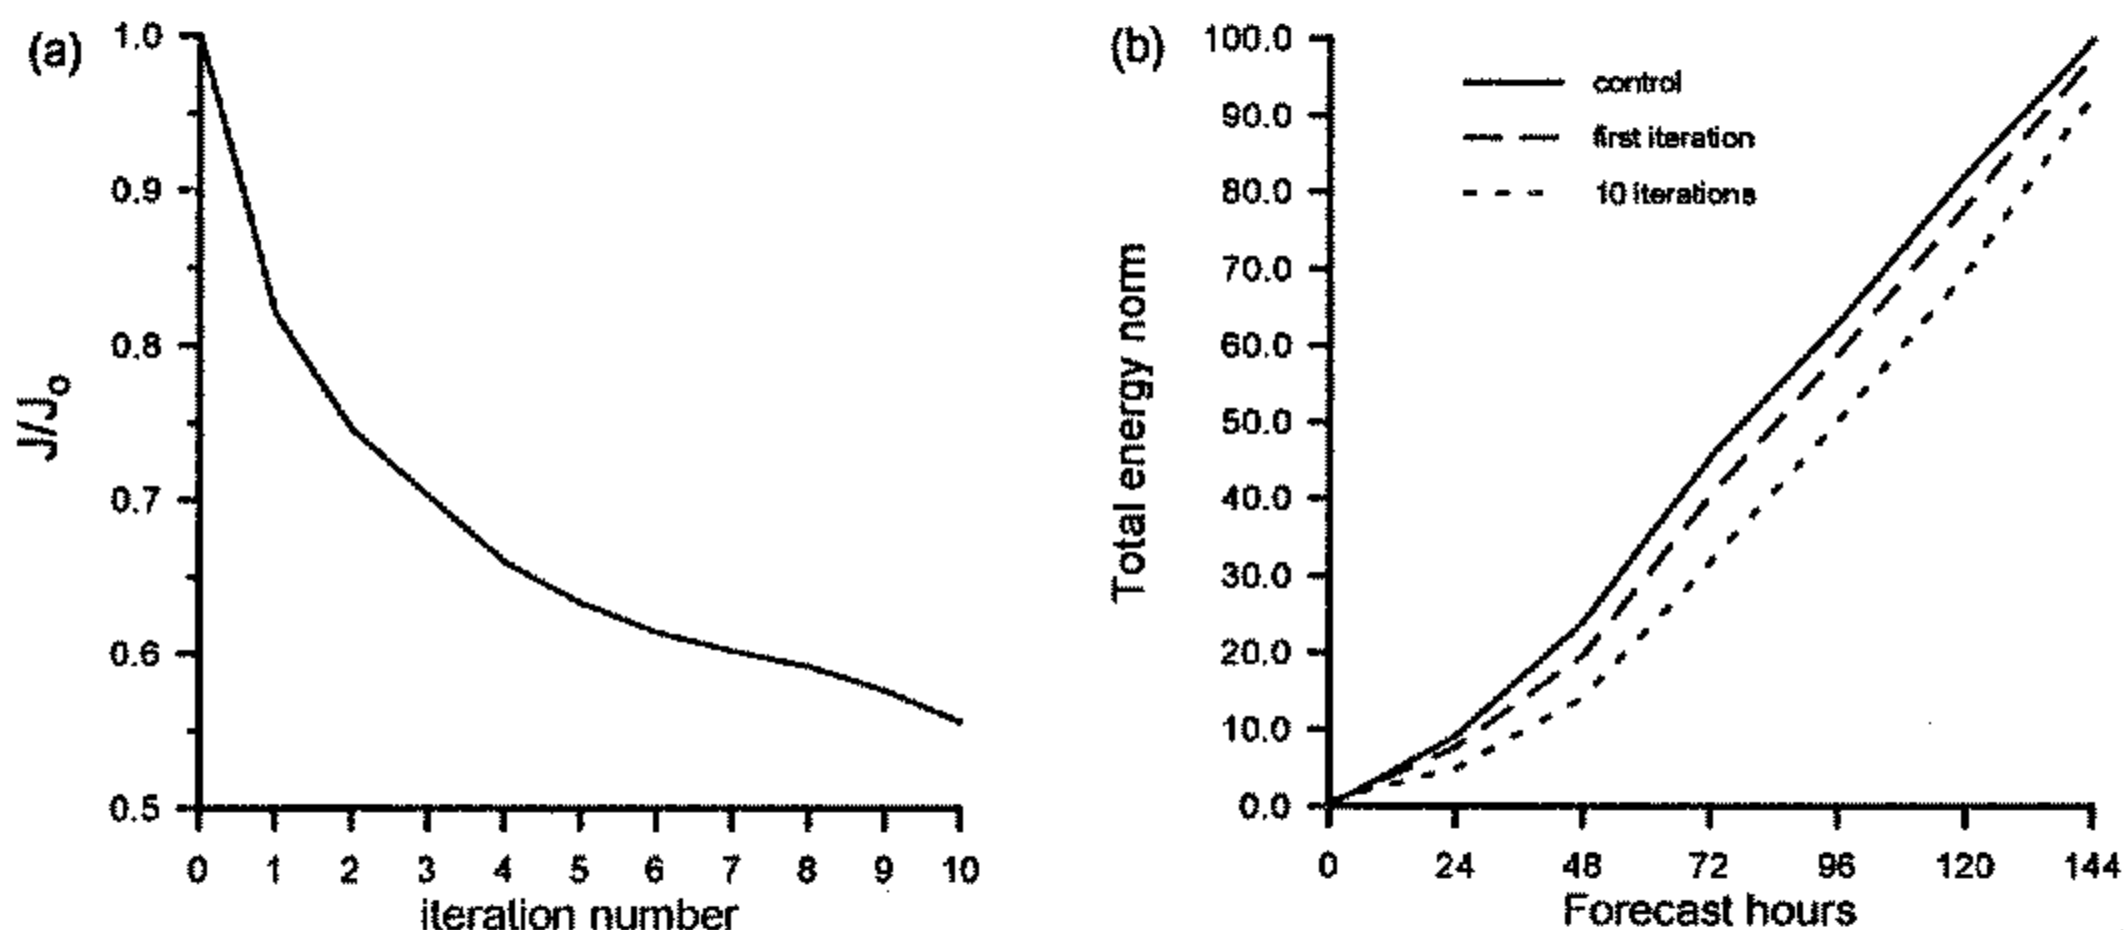 (a)
1.0
0.9
0.8
0.7
0.6
0.5
J/Jo
0 1 2 3 4 5 6 7 8 9 10
iteration number
(b)
100.0
90.0
80.0
70.0
60.0
50.0
40.0
30.0
20.0
10.0
0.0
Total energy norm
control
first iteration
10 iterations
0 24 48 72 96 120 144
Forecast hours